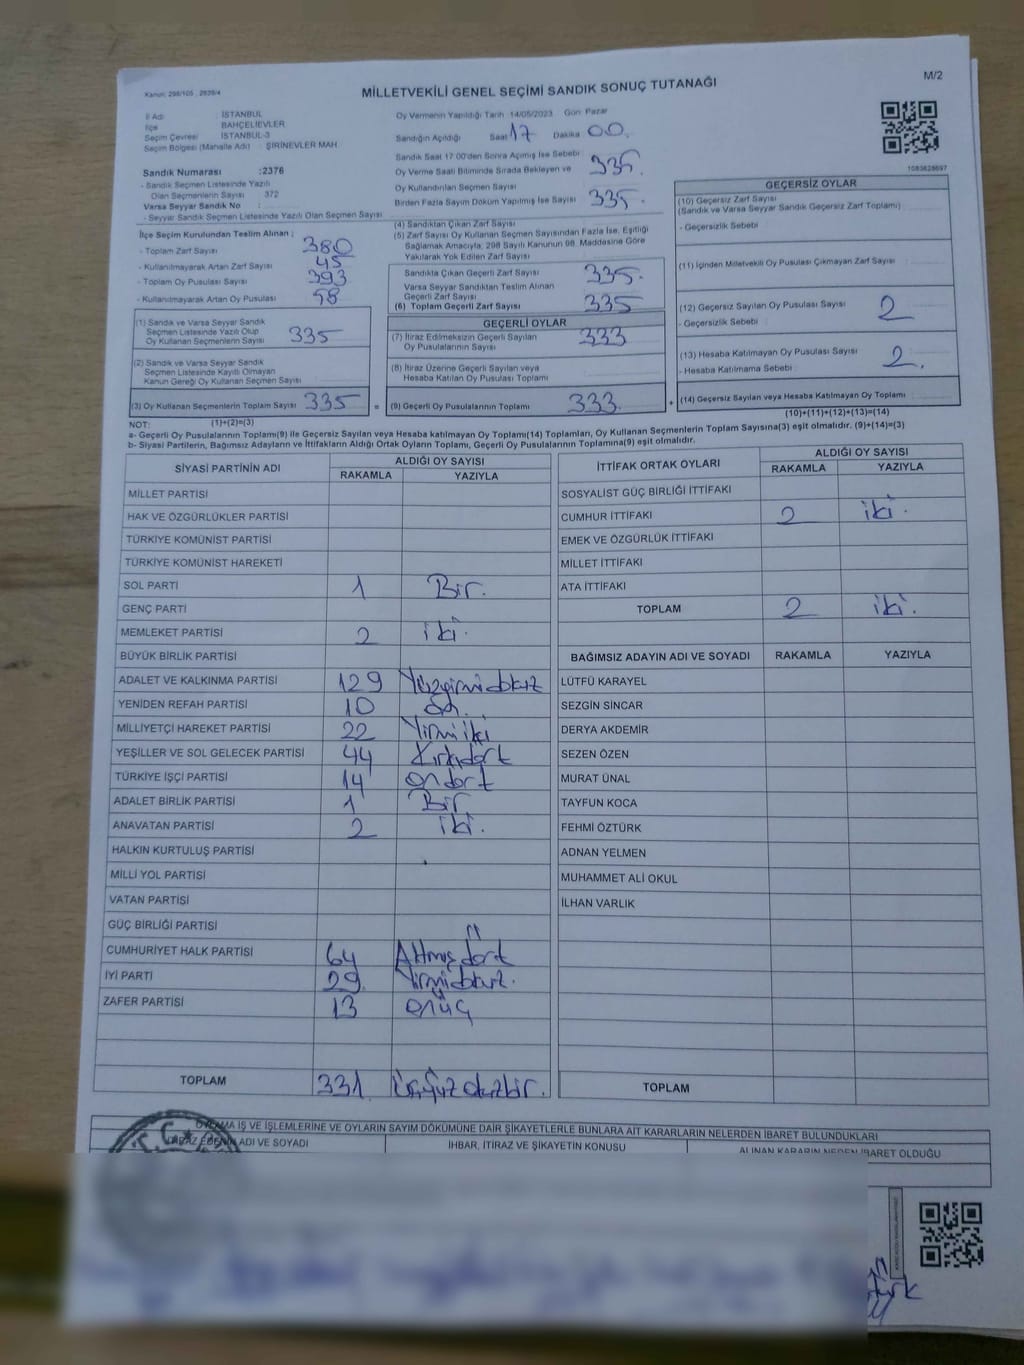 Kanun: 298/105 , 2839/4
MİLLETVEKİLİ GENEL SEÇİMİ SANDIK SONUÇ TUTANAĞI
M/2
İl Adı İSTANBUL
İlçe BAHÇELİEVLER
Seçim Çevresi İSTANBUL-3
Seçim Bölgesi (Mahalle Adı) : ŞİRİNEVLER MAH
Sandık Numarası :2376
- Sandık Seçmen Listesinde Yazılı
Olan Seçmenlerin Sayısı : 372
Varsa Seyyar Sandık No :
- Seyyar Sandık Seçmen Listesinde Yazılı Olan Seçmen Sayısı
Oy Vermenin Yapıldığı Tarih 14/05/2023 Gün Pazar
Sandığın Açıldığı Saat 17 Dakika 00.
Sandık Saat 17:00'den Sonra Açılmış İse Sebebi
Oy Verme Saati Bitiminde Sırada Bekleyen ve
Oy Kullandırılan Seçmen Sayısı 335.
Birden Fazla Sayım Döküm Yapılmış İse Sayısı 335.
1083628697
İlçe Seçim Kurulundan Teslim Alınan ;
- Toplam Zarf Sayısı 380
- Kullanılmayarak Artan Zarf Sayısı 45
- Toplam Oy Pusulası Sayısı 393
- Kullanılmayarak Artan Oy Pusulası 58
(4) Sandıktan Çıkan Zarf Sayısı
(5) Zarf Sayısı Oy Kullanan Seçmen Sayısından Fazla İse, Eşitliği
Sağlamak Amacıyla, 298 Sayılı Kanunun 98. Maddesine Göre
Yakılarak Yok Edilen Zarf Sayısı
Sandıkta Çıkan Geçerli Zarf Sayısı 335.
Varsa Seyyar Sandıktan Teslim Alınan
Geçerli Zarf Sayısı
(6) Toplam Geçerli Zarf Sayısı 335
GEÇERSİZ OYLAR
(10) Geçersiz Zarf Sayısı
(Sandık ve Varsa Seyyar Sandık Geçersiz Zarf Toplamı)
- Geçersizlik Sebebi
(11) İçinden Milletvekili Oy Pusulası Çıkmayan Zarf Sayısı
(12) Geçersiz Sayılan Oy Pusulası Sayısı 2
- Geçersizlik Sebebi :
(13) Hesaba Katılmayan Oy Pusulası Sayısı 2.
- Hesaba Katılmama Sebebi
(14) Geçersiz Sayılan veya Hesaba Katılmayan Oy Toplamı
(10)+(11)+(12)+(13)=(14)
(1) Sandık ve Varsa Seyyar Sandık
Seçmen Listesinde Yazılı Olup
Oy Kullanan Seçmenlerin Sayısı 335
(2) Sandık ve Varsa Seyyar Sandık
Seçmen Listesinde Kayıtlı Olmayan
Kanun Gereği Oy Kullanan Seçmen Sayısı
(3) Oy Kullanan Seçmenlerin Toplam Sayısı 335 =
(1)+(2)=(3)
GEÇERLİ OYLAR
(7) İtiraz Edilmeksizin Geçerli Sayılan
Oy Pusulalarının Sayısı 333
(8) İtiraz Üzerine Geçerli Sayılan veya
Hesaba Katılan Oy Pusulası Toplamı
(9) Geçerli Oy Pusulalarının Toplamı 333 +
NOT:
a- Geçerli Oy Pusulalarının Toplamı(9) ile Geçersiz Sayılan veya Hesaba katılmayan Oy Toplamı(14) Toplamları, Oy Kullanan Seçmenlerin Toplam Sayısına(3) eşit olmalıdır. (9)+(14)=(3)
b- Siyasi Partilerin, Bağımsız Adayların ve İttifakların Aldığı Ortak Oyların Toplamı, Geçerli Oy Pusulalarının Toplamına(9) eşit olmalıdır.
SİYASİ PARTİNİN ADI ALDIĞI OY SAYISI
RAKAMLA YAZIYLA
MİLLET PARTİSİ
HAK VE ÖZGÜRLÜKLER PARTİSİ
TÜRKİYE KOMÜNİST PARTİSİ
TÜRKİYE KOMÜNİST HAREKETİ
SOL PARTİ 1 Bir.
GENÇ PARTİ
MEMLEKET PARTİSİ 2 iki.
BÜYÜK BİRLİK PARTİSİ
ADALET VE KALKINMA PARTİSİ 129 Yüzyirmidokuz
YENİDEN REFAH PARTİSİ 10 on.
MİLLİYETÇİ HAREKET PARTİSİ 22 Yirmiiki
YEŞİLLER VE SOL GELECEK PARTİSİ 44 Kırkdört
TÜRKİYE İŞÇİ PARTİSİ 14 ondört
ADALET BİRLİK PARTİSİ 1 Bir
ANAVATAN PARTİSİ 2 iki.
HALKIN KURTULUŞ PARTİSİ
MİLLİ YOL PARTİSİ
VATAN PARTİSİ
GÜÇ BİRLİĞİ PARTİSİ
CUMHURİYET HALK PARTİSİ 64 Altmış dört
İYİ PARTİ 29 Yirmidokuz.
ZAFER PARTİSİ 13 onüç
TOPLAM 331 üçyüzotuzbir.
İTTİFAK ORTAK OYLARI ALDIĞI OY SAYISI
RAKAMLA YAZIYLA
SOSYALİST GÜÇ BİRLİĞİ İTTİFAKI
CUMHUR İTTİFAKI 2 iki.
EMEK VE ÖZGÜRLÜK İTTİFAKI
MİLLET İTTİFAKI
ATA İTTİFAKI
TOPLAM 2 iki.
BAĞIMSIZ ADAYIN ADI VE SOYADI RAKAMLA YAZIYLA
LÜTFÜ KARAYEL
SEZGİN SİNCAR
DERYA AKDEMİR
SEZEN ÖZEN
MURAT ÜNAL
TAYFUN KOCA
FEHMİ ÖZTÜRK
ADNAN YELMEN
MUHAMMET ALİ OKUL
İLHAN VARLIK
TOPLAM
OYLAMA İŞ VE İŞLEMLERİNE VE OYLARIN SAYIM DÖKÜMÜNE DAİR ŞİKAYETLERLE BUNLARA AİT KARARLARIN NELERDEN İBARET BULUNDUKLARI
İTİRAZ EDENİN ADI VE SOYADI İHBAR, İTİRAZ VE ŞİKAYETİN KONUSU ALINAN KARARIN NEDEN İBARET OLDUĞU
T.C.